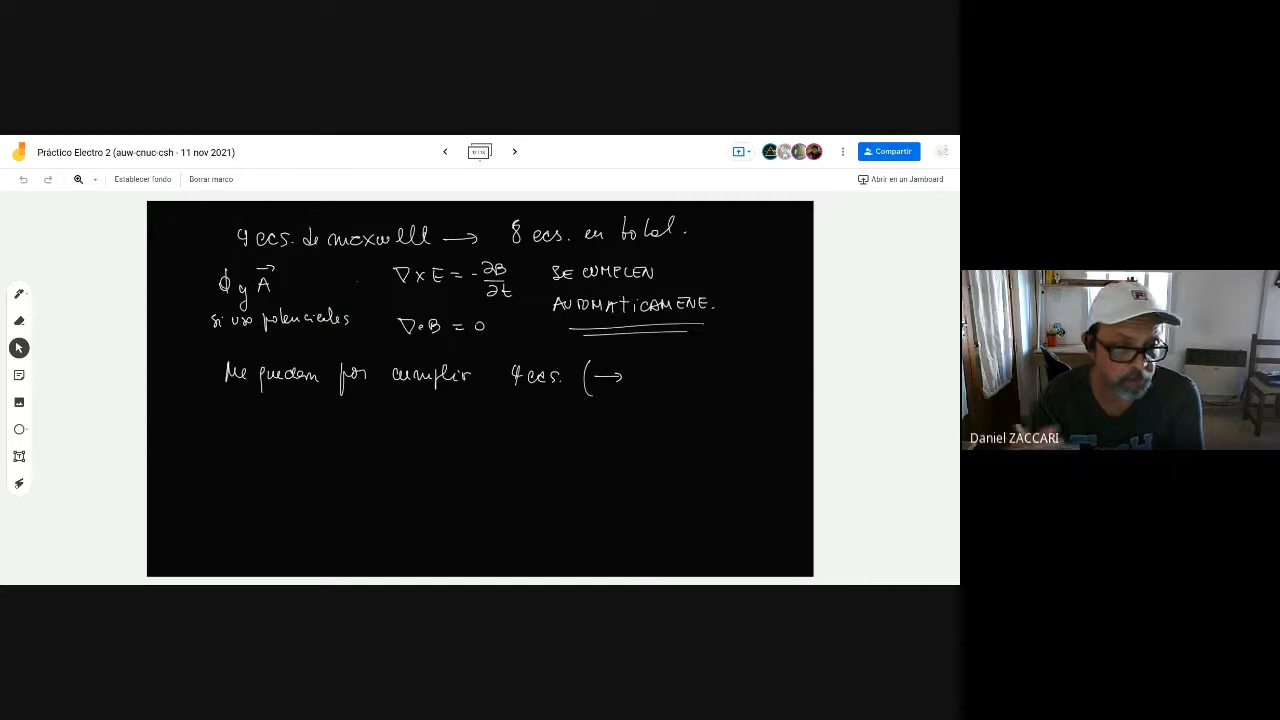 Práctico Electro 2 (auw-cnuc-csh - 11 nov 2021)
12 / 13
Compartir
Establecer fondo
Borrar marco
Abrir en un Jamboard
4 ecs. de maxwell → 8 ecs. en total.
ϕ y A⃗
∇×E = -∂B/∂t
SE CUMPLEN
AUTOMATICAMENE.
si uso potenciales
∇•B = 0
Me quedan por cumplir 4 ecs. (→
Daniel ZACCARI